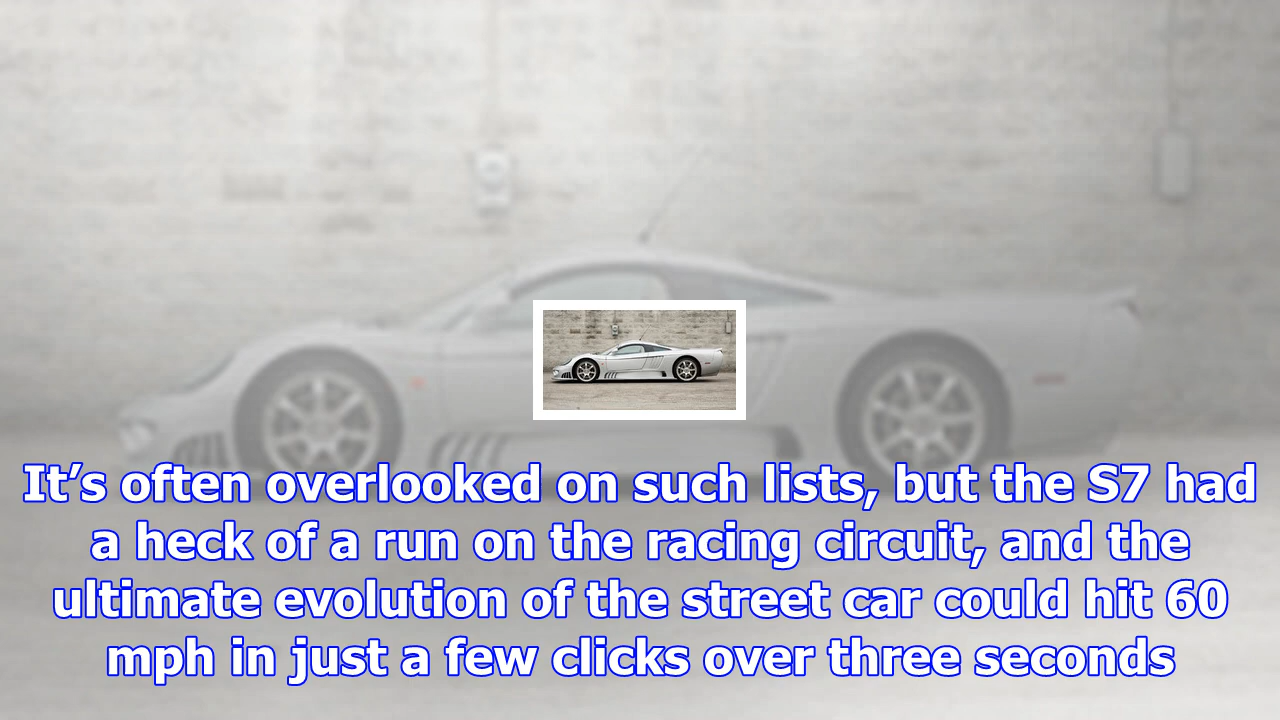 It’s often overlooked on such lists, but the S7 had
a heck of a run on the racing circuit, and the
ultimate evolution of the street car could hit 60
mph in just a few clicks over three seconds